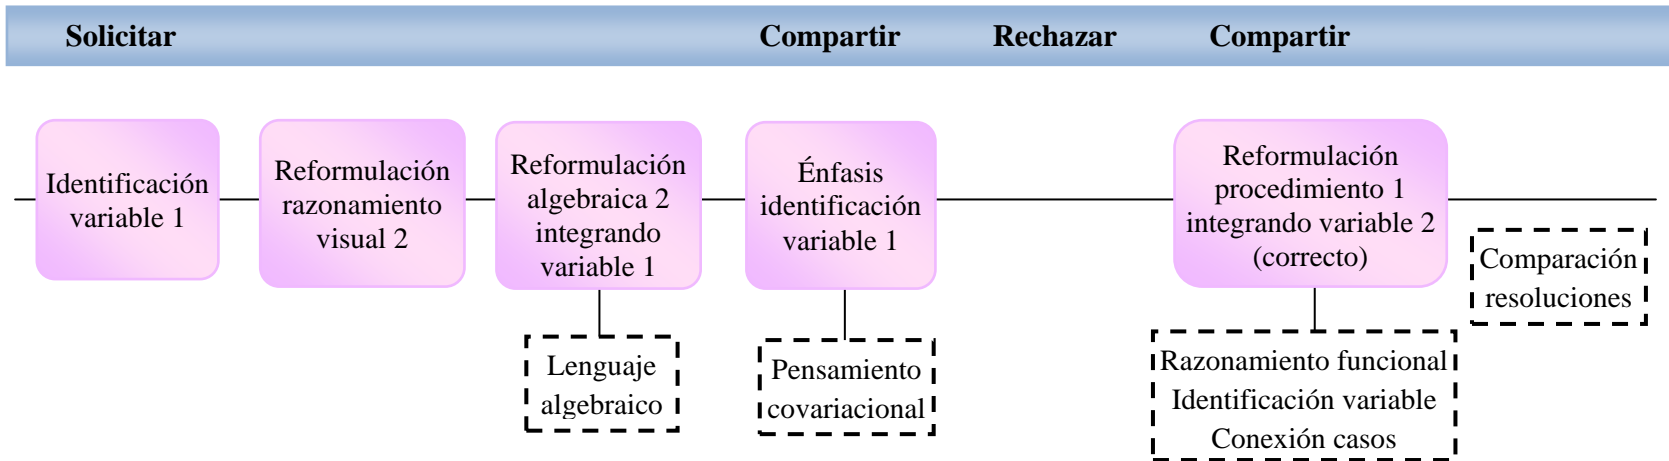 Solicitar Compartir Rechazar Compartir
Identificación
variable 1
Reformulación
razonamiento
visual 2
Reformulación
algebraica 2
integrando
variable 1
Énfasis
identificación
variable 1
Reformulación
procedimiento 1
integrando variable 2
(correcto)
Comparación
resoluciones
Lenguaje
algebraico
Pensamiento
covariacional
Razonamiento funcional
Identificación variable
Conexión casos